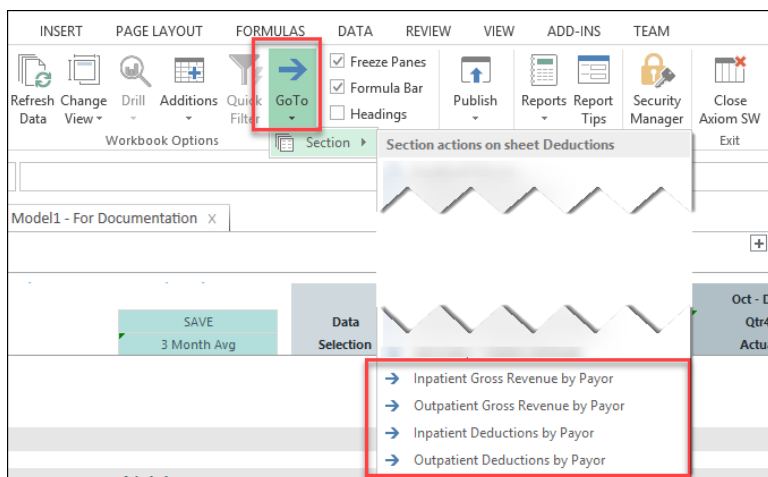 INSERT PAGE LAYOUT FORMULAS DATA REVIEW VIEW ADD-INS TEAM
Freeze Panes
Formula Bar
Headings
Refresh Data
Change View
Drill
Additions
Quick Filter
GoTo
Publish
Reports
Report Tips
Security Manager
Close Axiom SW
Workbook Options
Exit
Section
Section actions on sheet Deductions
Model1 - For Documentation X
SAVE
3 Month Avg
Data
Selection
Oct - D
Qtr4
Actua
Inpatient Gross Revenue by Payor
Outpatient Gross Revenue by Payor
Inpatient Deductions by Payor
Outpatient Deductions by Payor